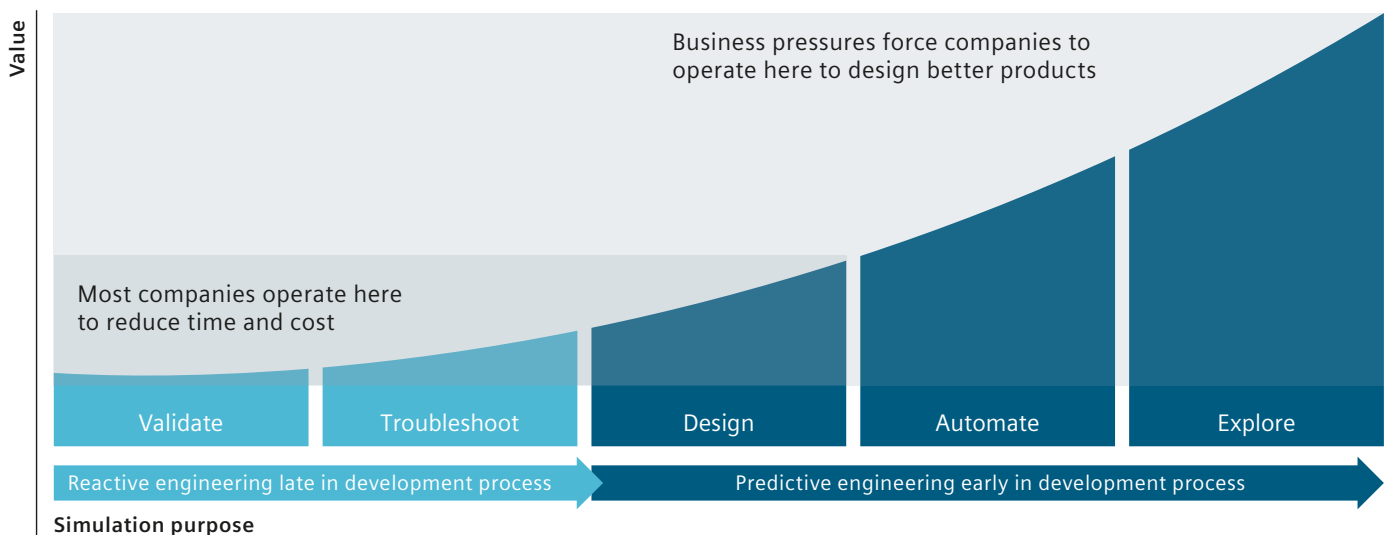 Value
Business pressures force companies to
operate here to design better products
Most companies operate here
to reduce time and cost
Validate
Troubleshoot
Design
Automate
Explore
Reactive engineering late in development process
Predictive engineering early in development process
Simulation purpose